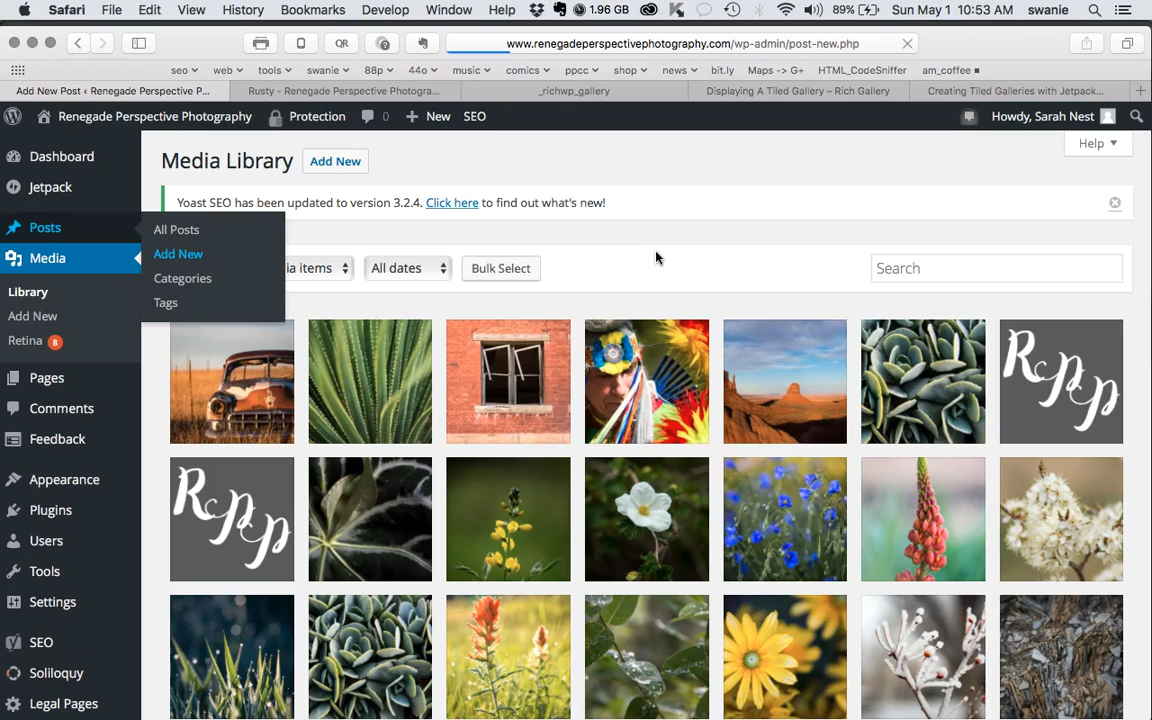 Safari File Edit View History Bookmarks Develop Window Help 1.96 GB 89% Sun May 1 10:53 AM swanie
QR www.renegadeperspectivephotography.com/wp-admin/post-new.php
seo web tools swanie 88p 44o music comics ppcc shop news bit.ly Maps -> G+ HTML_CodeSniffer am_coffee
Add New Post ‹ Renegade Perspective P... Rusty - Renegade Perspective Photogra... _richwp_gallery Displaying A Tiled Gallery – Rich Gallery Creating Tiled Galleries with Jetpack...
Renegade Perspective Photography Protection 0 New SEO Howdy, Sarah Nest
Help
Media Library Add New
Dashboard
Jetpack
Yoast SEO has been updated to version 3.2.4. Click here to find out what's new!
Posts
All Posts
Add New
Categories
Tags
Media
Library
Add New
Retina 8
ia items All dates Bulk Select Search
Pages
Comments
Feedback
Appearance
Plugins
Users
Tools
Settings
SEO
Soliloquy
Legal Pages
Rpp
Rpp